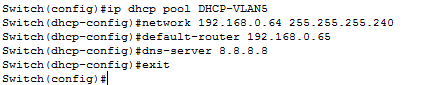 Switch(config)#ip dhcp pool DHCP-VLAN5
Switch(dhcp-config)#network 192.168.0.64 255.255.255.240
Switch(dhcp-config)#default-router 192.168.0.65
Switch(dhcp-config)#dns-server 8.8.8.8
Switch(dhcp-config)#exit
Switch(config)#